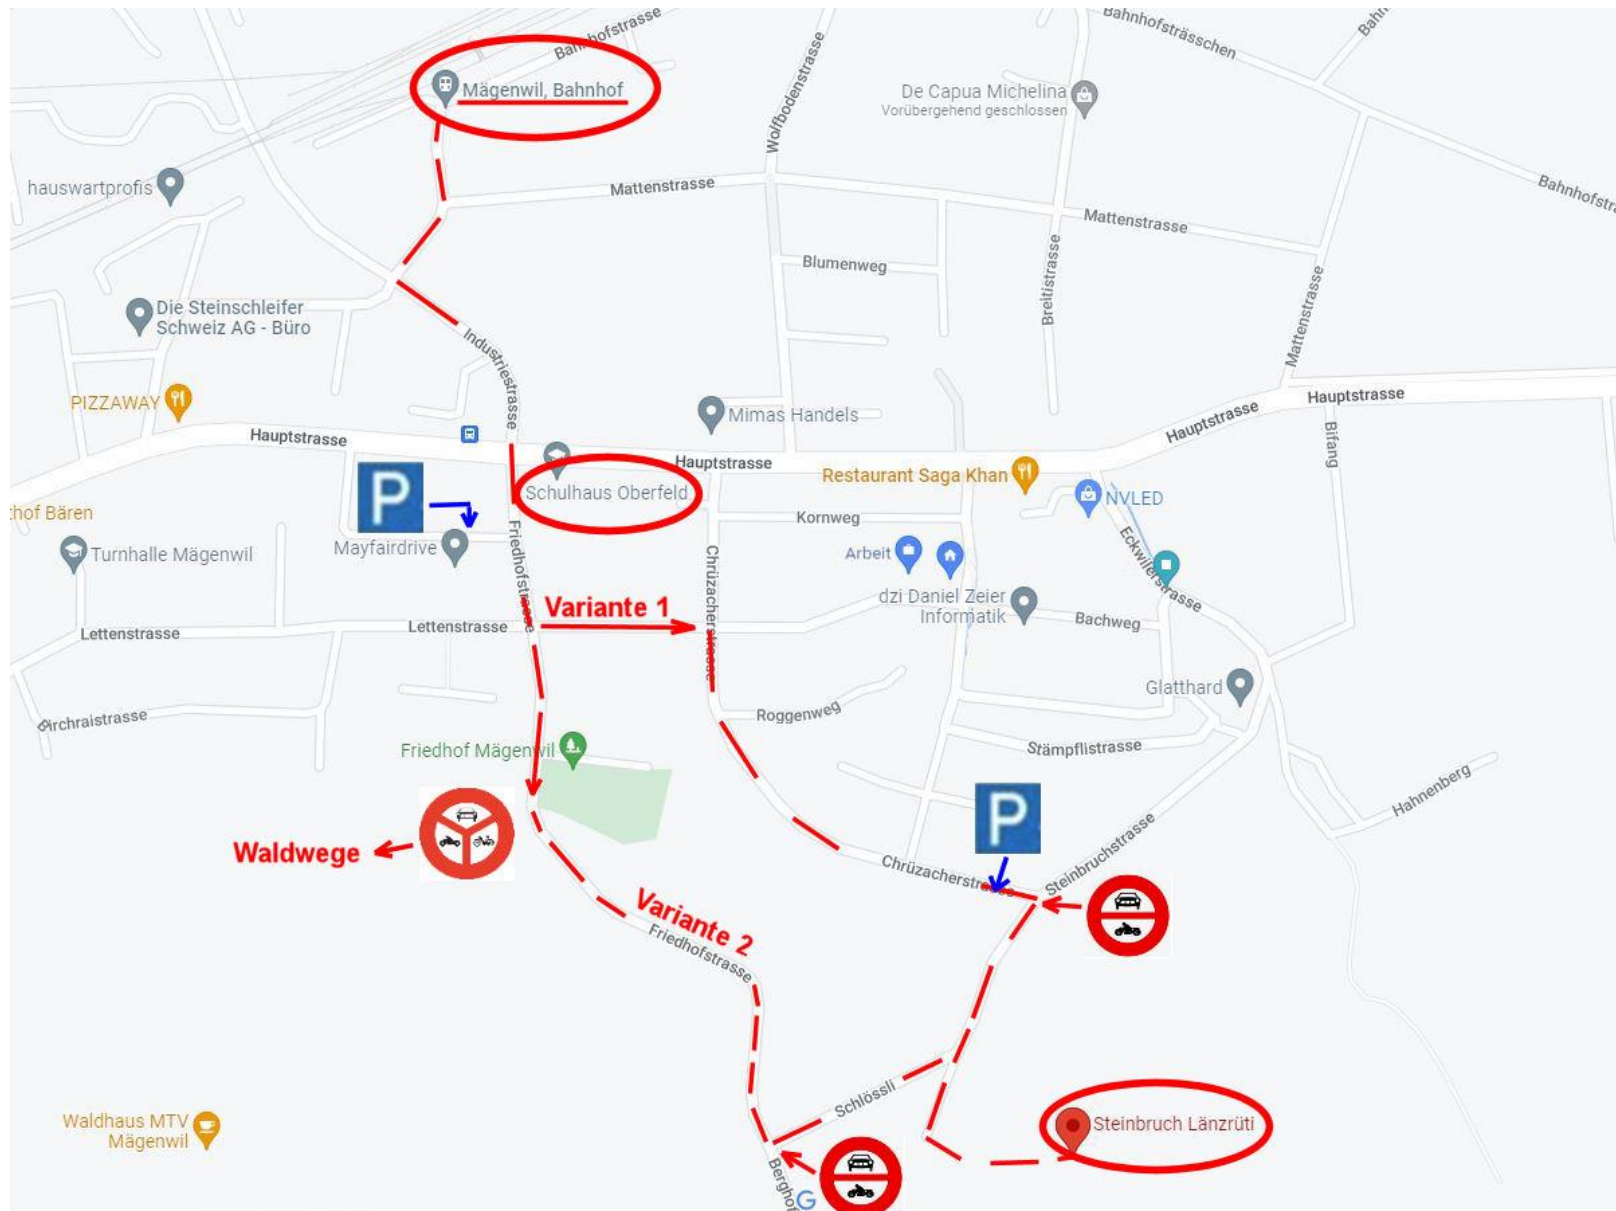 Bahnhofstrasse
Bahnhofsträsschen
Mägenwil, Bahnhof
De Capua Michelina
Vorübergehend geschlossen
Wolfbodenstrasse
hauswartprofis
Mattenstrasse
Mattenstrasse
Blumenweg
Breitistrasse
Mattenstrasse
Die Steinschleifer
Schweiz AG - Büro
Industriestrasse
PIZZAWAY
Hauptstrasse
Mimas Handels
Hauptstrasse
Hauptstrasse
Hauptstrasse
Bifang
Restaurant Saga Khan
P
Schulhaus Oberfeld
NVLED
Kornweg
Turnhalle Mägenwil
Mayfairdrive
Friedhofstrasse
Chrüzacherstrasse
Arbeit
Eckwilerstrasse
dzi Daniel Zeier
Informatik
Variante 1
Bachweg
Lettenstrasse
Lettenstrasse
Glatthard
Birchraistrasse
Roggenweg
Stämpflistrasse
Friedhof Mägenwil
Hahnenberg
P
Waldwege
Chrüzacherstrasse
Steinbruchstrasse
Variante 2
Friedhofstrasse
Schlössli
Waldhaus MTV
Mägenwil
Steinbruch Länzrüti
G